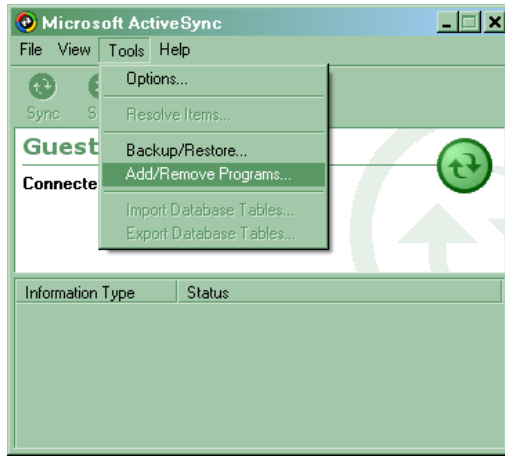 Microsoft ActiveSync
File View Tools Help
Options...
Sync S
Resolve Items...
Guest
Backup/Restore...
Connecte
Add/Remove Programs...
Import Database Tables...
Export Database Tables...
Information Type Status